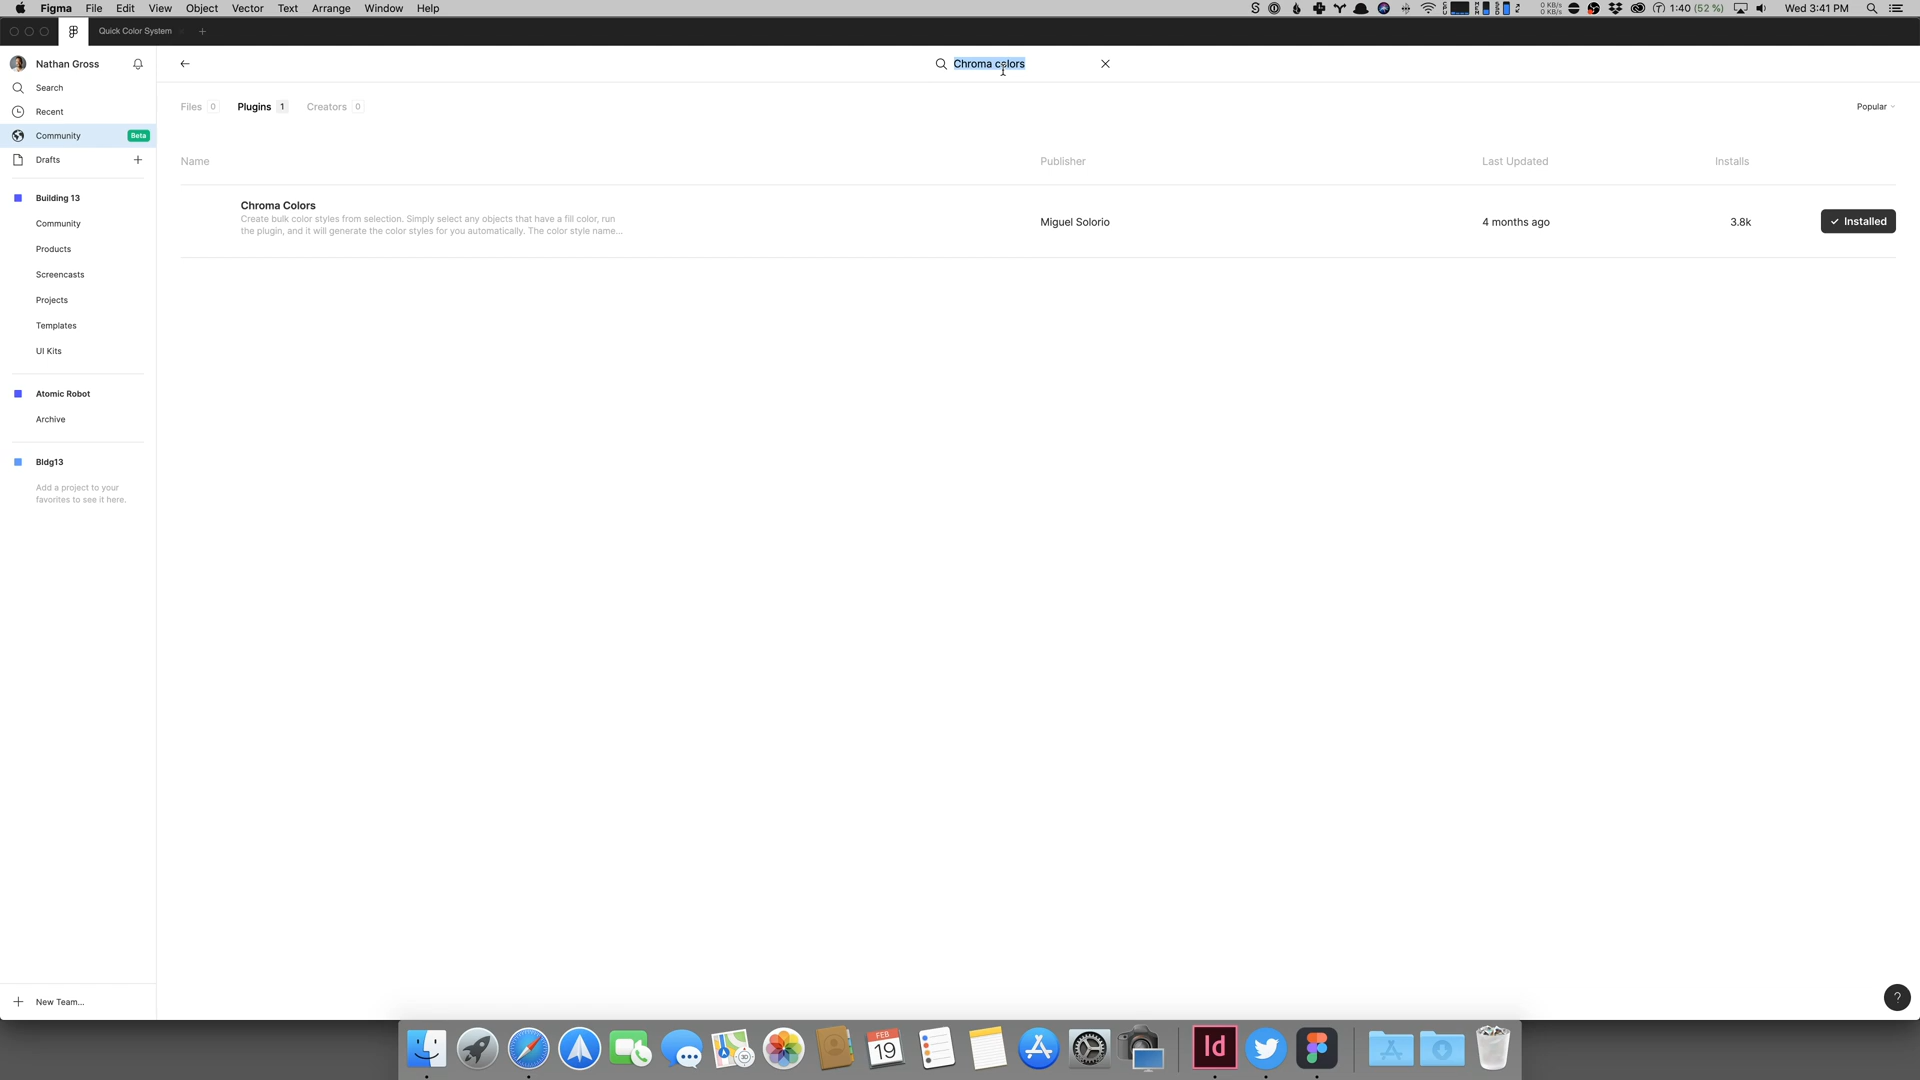 Figma File Edit View Object Vector Text Arrange Window Help
1:40 (52 %) Wed 3:41 PM
0 KB/s
0 KB/s
Quick Color System
Nathan Gross
Chroma colors
Search
Recent
Community Beta
Drafts
Building 13
Community
Products
Screencasts
Projects
Templates
UI Kits
Atomic Robot
Archive
Bldg13
Add a project to your
favorites to see it here.
New Team...
Files 0 Plugins 1 Creators 0
Popular
Name Publisher Last Updated Installs
Chroma Colors
Create bulk color styles from selection. Simply select any objects that have a fill color, run
the plugin, and it will generate the color styles for you automatically. The color style name...
Miguel Solorio 4 months ago 3.8k Installed
?
FEB
19
3D
Id